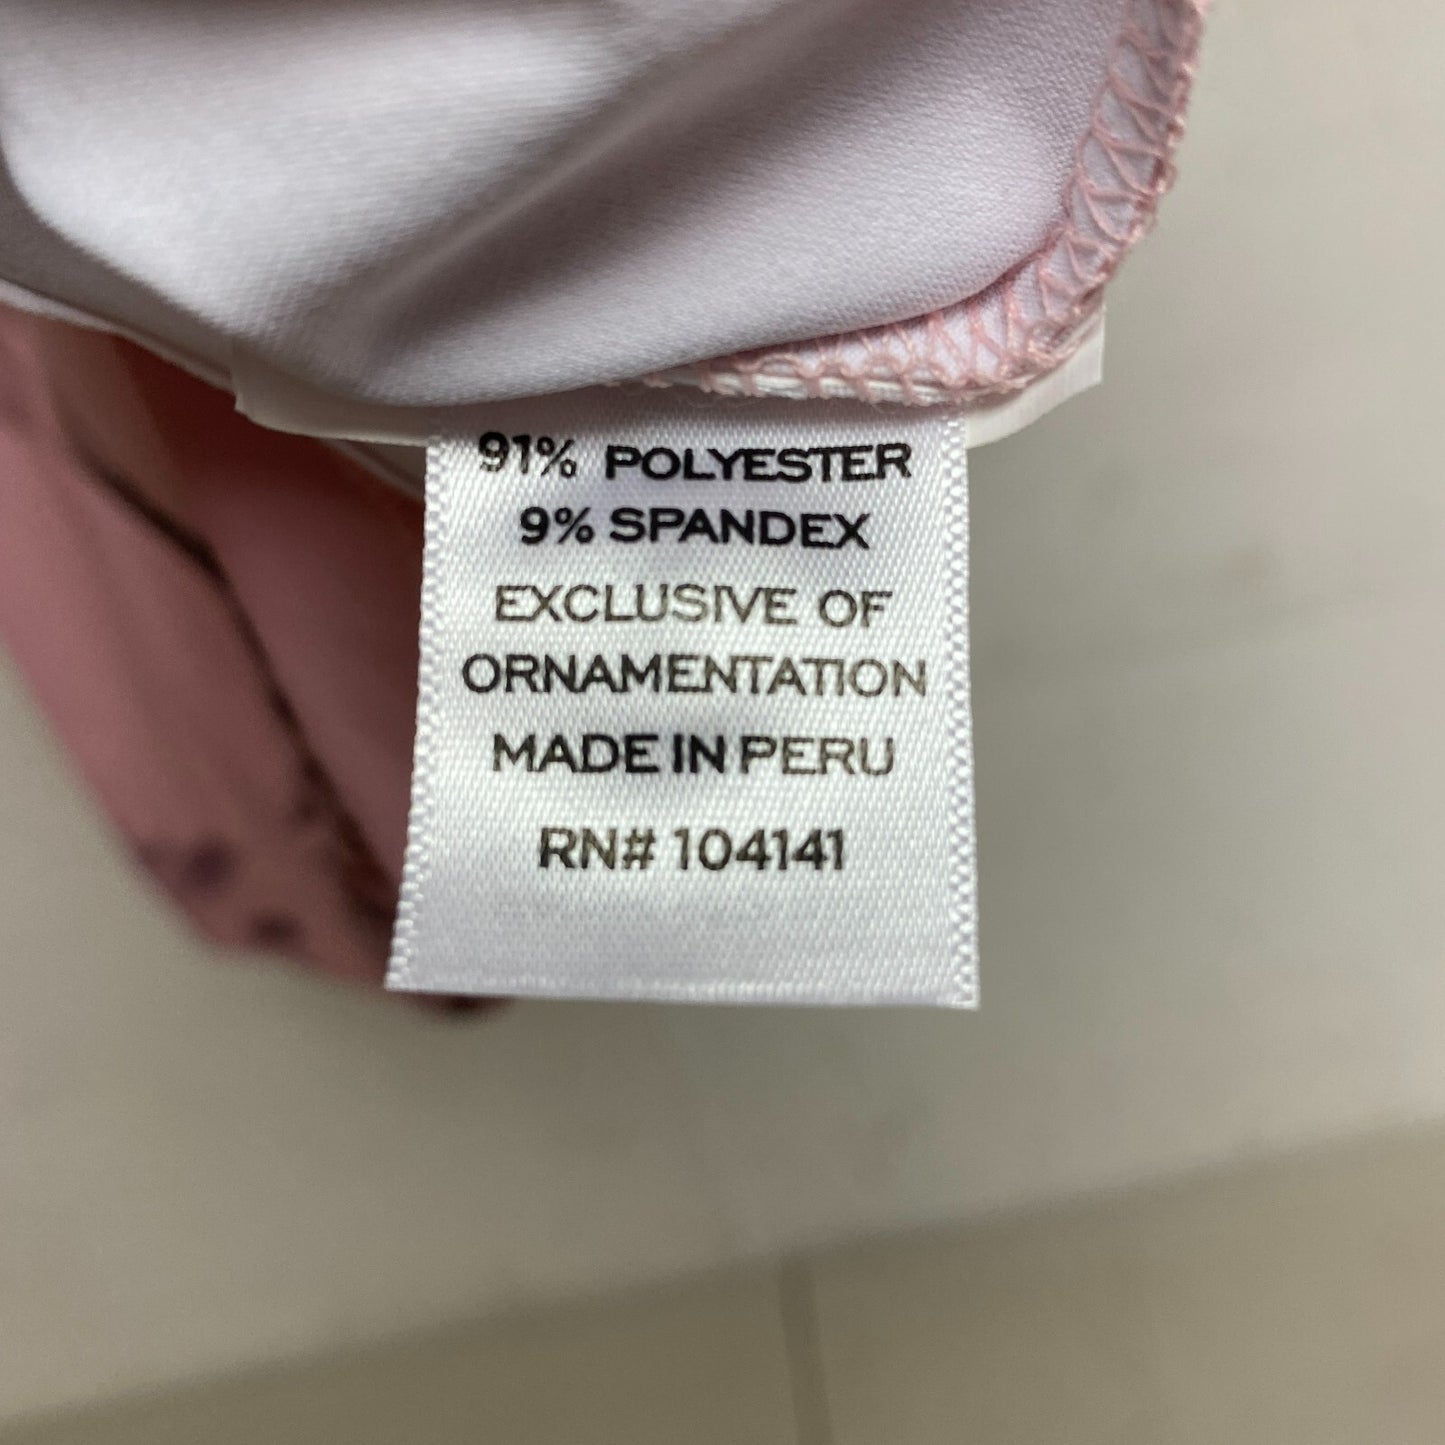 91% POLYESTER
9% SPANDEX
EXCLUSIVE OF
ORNAMENTATION
MADE IN PERU
RN# 104141